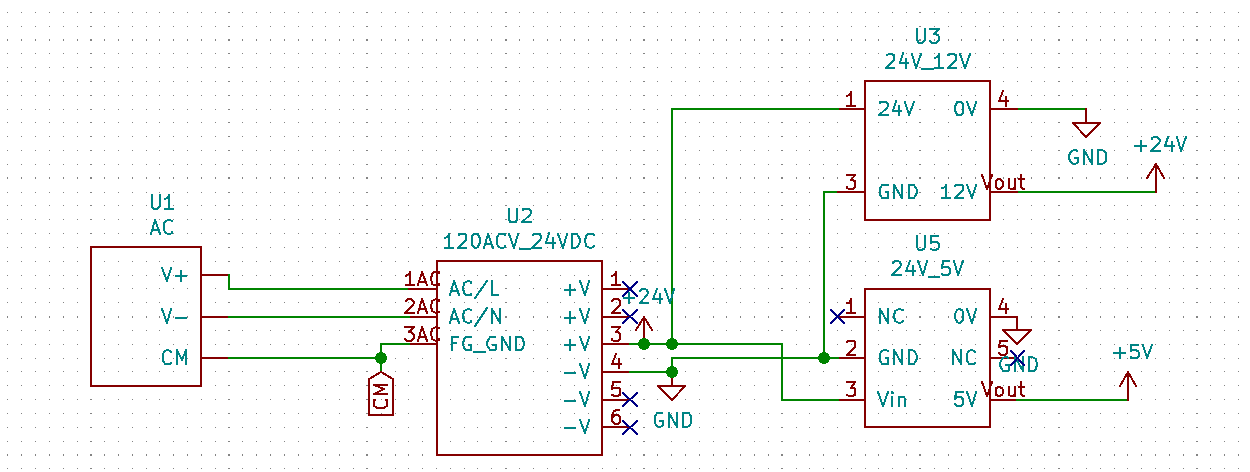 U1
AC
V+
V-
CM
CM
U2
120ACV_24VDC
1AC
AC/L
+V
1
2AC
AC/N
+V
2
+24V
3AC
FG_GND
+V
3
-V
4
-V
5
-V
6
GND
U3
24V_12V
1
24V
0V
4
GND
3
GND
12V
Vout
+24V
U5
24V_5V
1
NC
0V
4
GND
2
GND
NC
5
3
Vin
5V
Vout
+5V